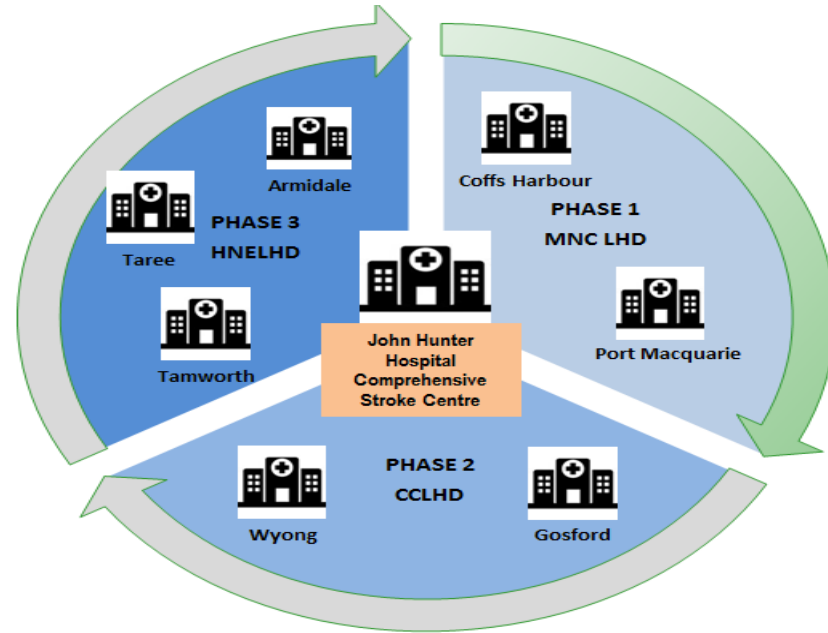 Armidale
Taree
PHASE 3
HNELHD
Tamworth
Coffs Harbour
PHASE 1
MNC LHD
Port Macquarie
John Hunter
Hospital
Comprehensive
Stroke Centre
PHASE 2
CCLHD
Wyong
Gosford